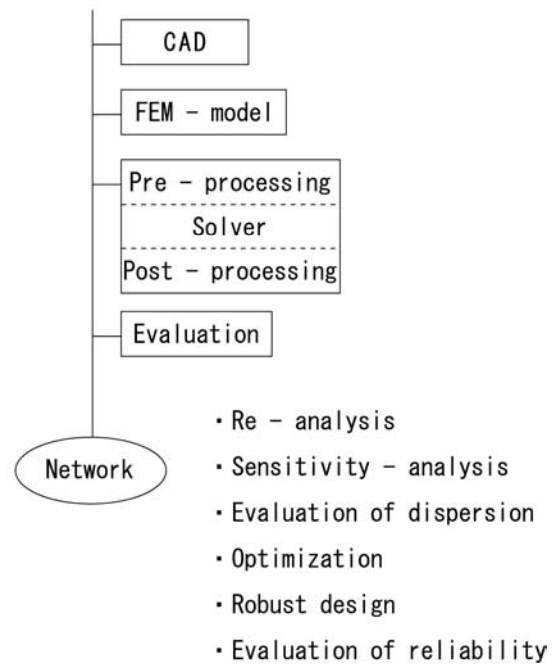 CAD
FEM − model
Pre − processing
Solver
Post − processing
Evaluation
Network
・Re − analysis
・Sensitivity − analysis
・Evaluation of dispersion
・Optimization
・Robust design
・Evaluation of reliability